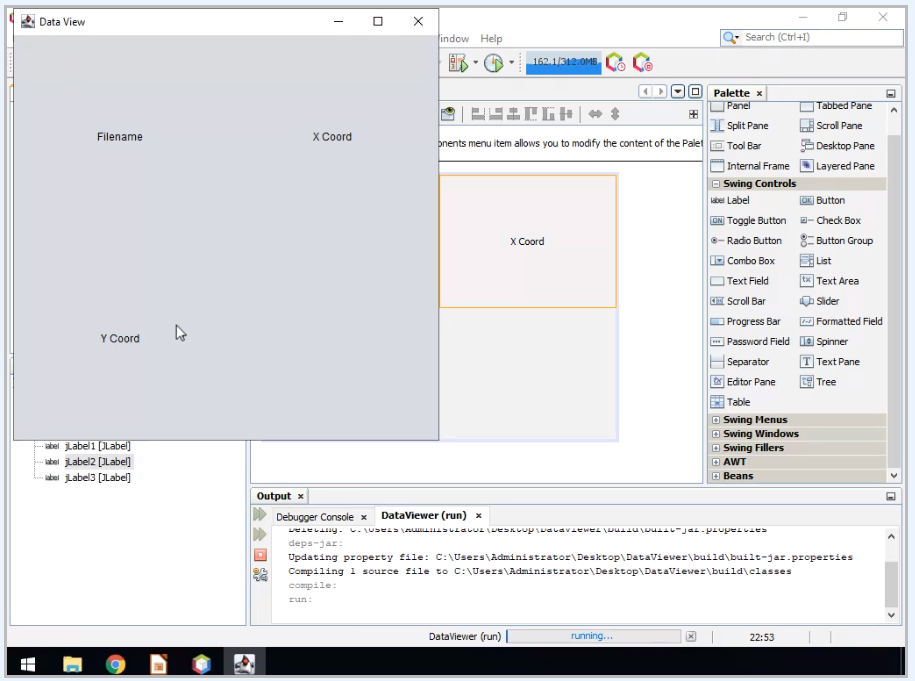 Data View
indow Help
Search (Ctrl+I)
162.1/312.0MB
Filename
X Coord
Y Coord
onents menu item allows you to modify the content of the Palet
X Coord
Palette
Panel
Tabbed Pane
Split Pane
Scroll Pane
Tool Bar
Desktop Pane
Internal Frame
Layered Pane
Swing Controls
label Label
OK Button
ON Toggle Button
Check Box
Radio Button
Button Group
Combo Box
List
Text Field
Text Area
Scroll Bar
Slider
Progress Bar
Formatted Field
Password Field
Spinner
Separator
T Text Pane
Editor Pane
Tree
Table
Swing Menus
Swing Windows
Swing Fillers
AWT
Beans
label jLabel1 [JLabel]
label jLabel2 [JLabel]
label jLabel3 [JLabel]
Output
Debugger Console
DataViewer (run)
Deleting: C:\Users\Administrator\Desktop\DataViewer\build\built-jar.properties
deps-jar:
Updating property file: C:\Users\Administrator\Desktop\DataViewer\build\built-jar.properties
Compiling 1 source file to C:\Users\Administrator\Desktop\DataViewer\build\classes
compile:
run:
DataViewer (run)
running...
22:53